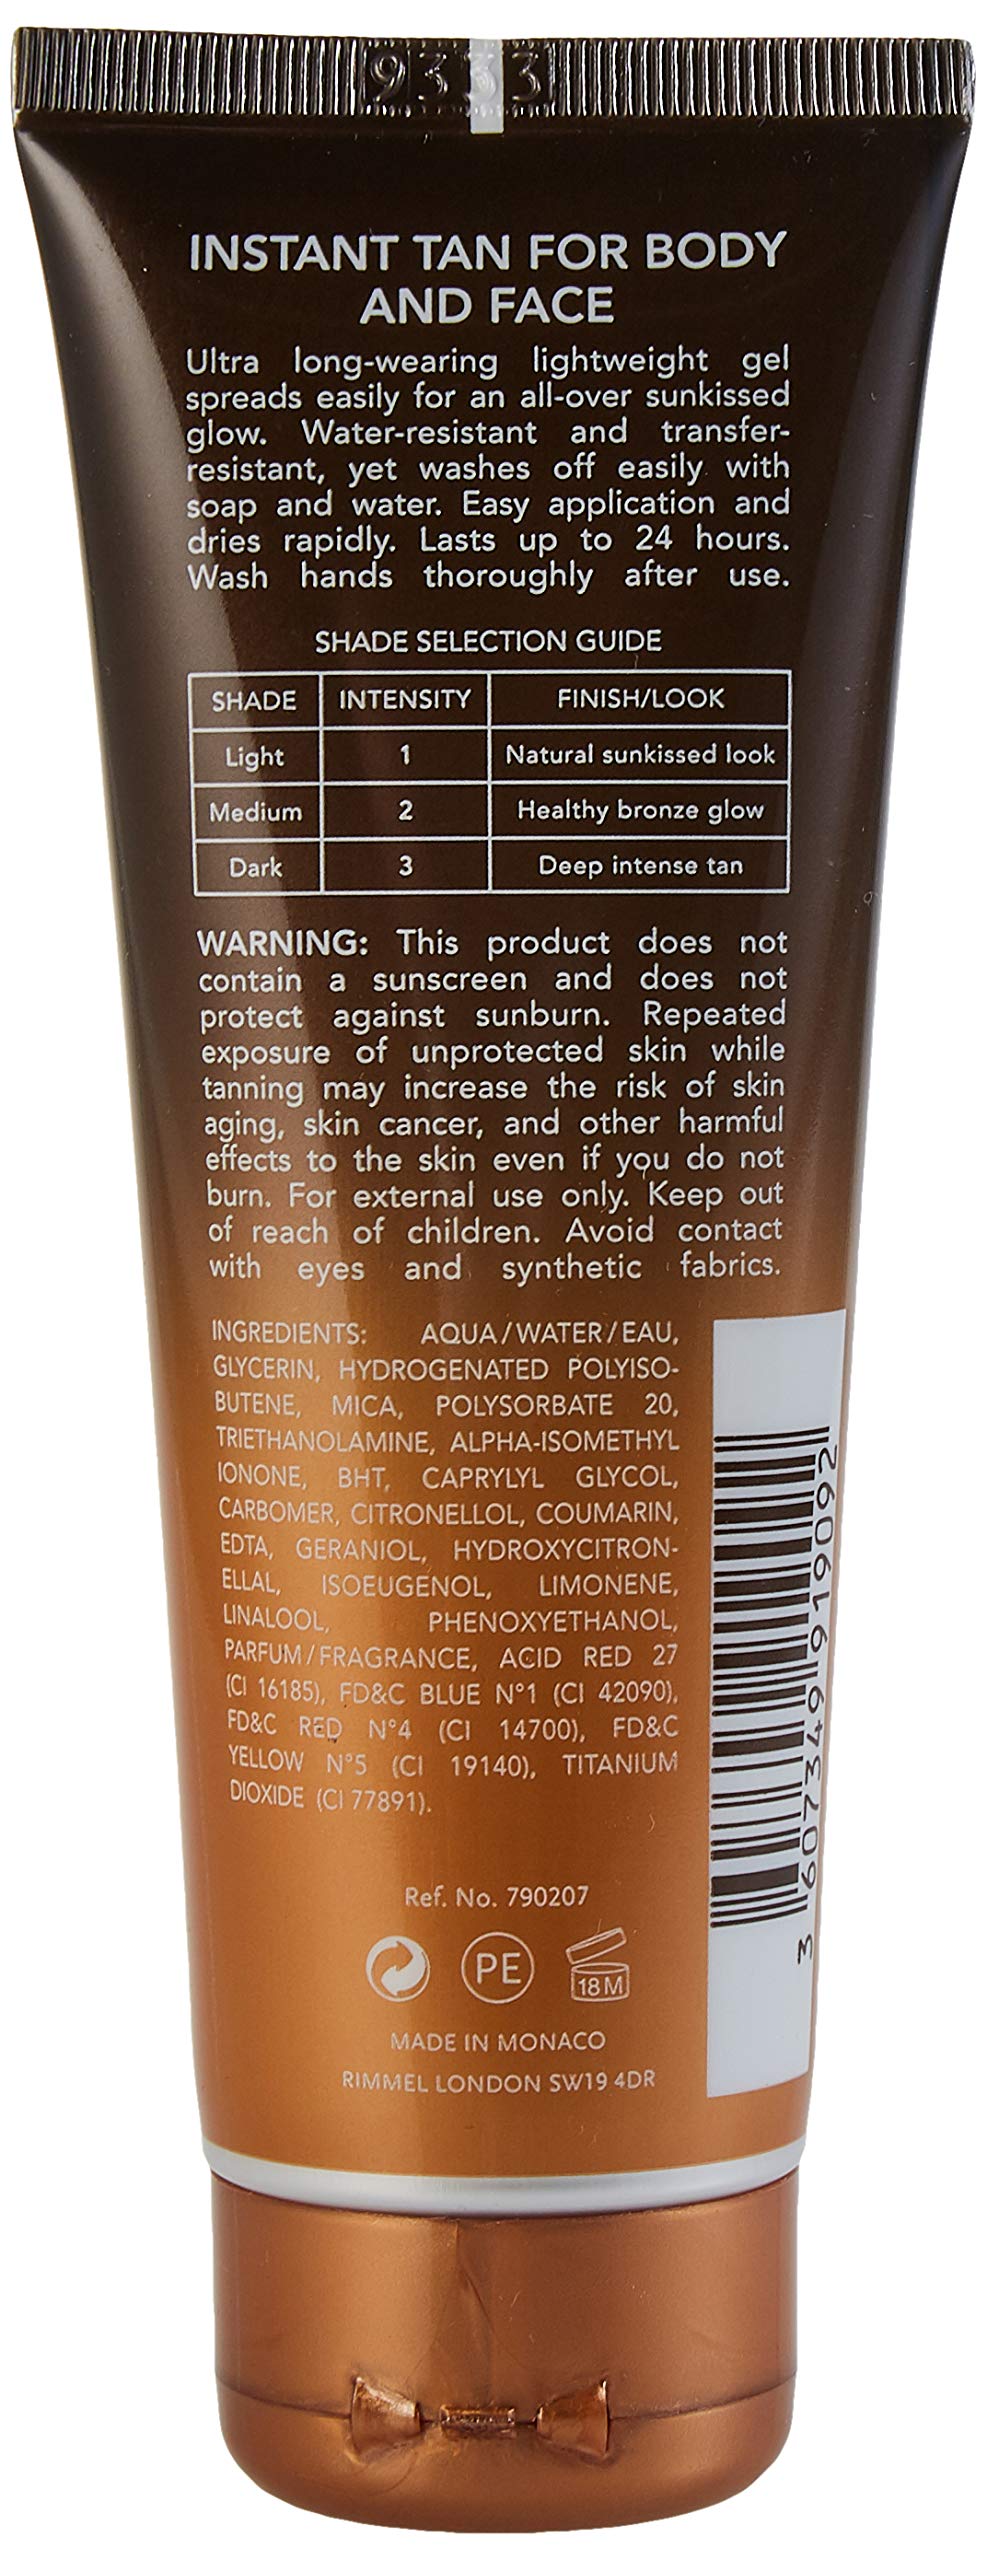 9333
INSTANT TAN FOR BODY
AND FACE
Ultra long-wearing lightweight gel
spreads easily for an all-over sunkissed
glow. Water-resistant and transfer-
resistant, yet washes off easily with
soap and water. Easy application and
dries rapidly. Lasts up to 24 hours.
Wash hands thoroughly after use.
SHADE SELECTION GUIDE
SHADE INTENSITY FINISH/LOOK
Light 1 Natural sunkissed look
Medium 2 Healthy bronze glow
Dark 3 Deep intense tan
WARNING: This product does not
contain a sunscreen and does not
protect against sunburn. Repeated
exposure of unprotected skin while
tanning may increase the risk of skin
aging, skin cancer, and other harmful
effects to the skin even if you do not
burn. For external use only. Keep out
of reach of children. Avoid contact
with eyes and synthetic fabrics.
INGREDIENTS: AQUA/WATER/EAU,
GLYCERIN, HYDROGENATED POLYISO-
BUTENE, MICA, POLYSORBATE 20,
TRIETHANOLAMINE, ALPHA-ISOMETHYL
IONONE, BHT, CAPRYLYL GLYCOL,
CARBOMER, CITRONELLOL, COUMARIN,
EDTA, GERANIOL, HYDROXYCITRON-
ELLAL, ISOEUGENOL, LIMONENE,
LINALOOL, PHENOXYETHANOL,
PARFUM/FRAGRANCE, ACID RED 27
(CI 16185), FD&C BLUE N°1 (CI 42090),
FD&C RED N°4 (CI 14700), FD&C
YELLOW N°5 (CI 19140), TITANIUM
DIOXIDE (CI 77891).
3 607349 919092
Ref. No. 790207
PE
18M
MADE IN MONACO
RIMMEL LONDON SW19 4DR